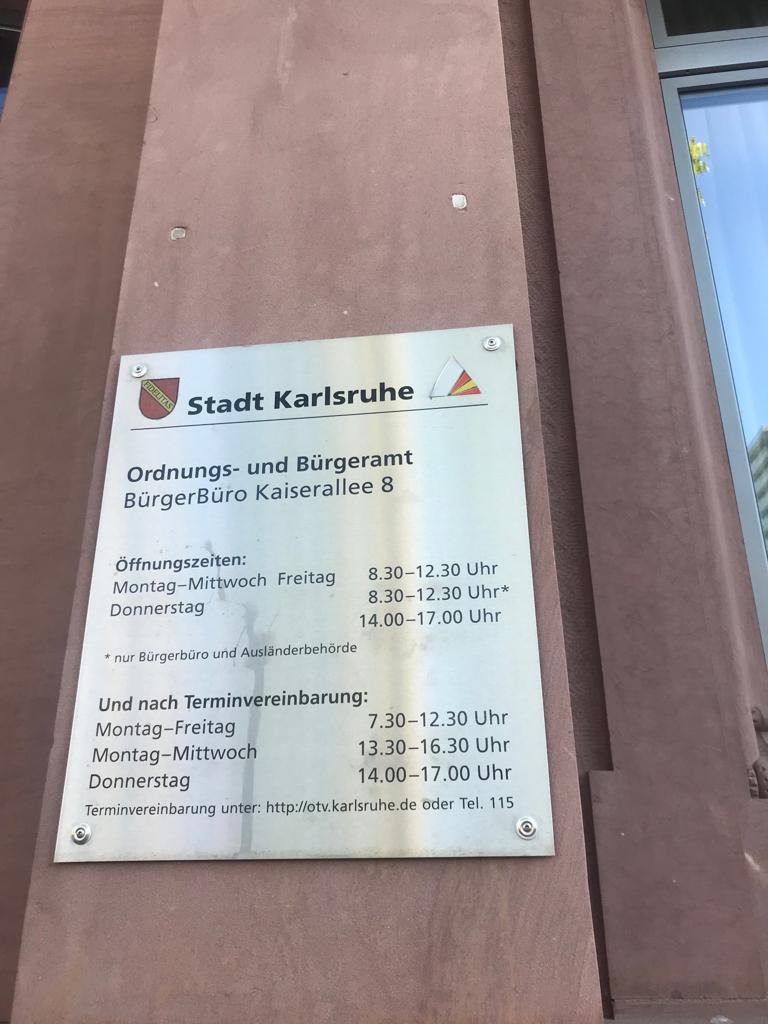 FIDELITAS
Stadt Karlsruhe
Ordnungs- und Bürgeramt
BürgerBüro Kaiserallee 8
Öffnungszeiten:
Montag–Mittwoch Freitag 8.30–12.30 Uhr
Donnerstag 8.30–12.30 Uhr*
14.00–17.00 Uhr
* nur Bürgerbüro und Ausländerbehörde
Und nach Terminvereinbarung:
Montag–Freitag 7.30–12.30 Uhr
Montag–Mittwoch 13.30–16.30 Uhr
Donnerstag 14.00–17.00 Uhr
Terminvereinbarung unter: http://otv.karlsruhe.de oder Tel. 115